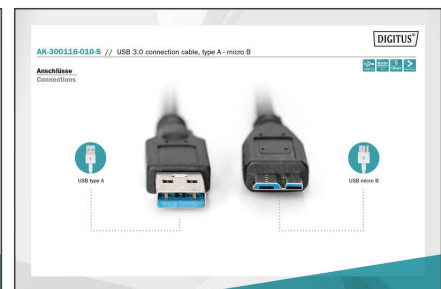 DIGITUS®
AK-300116-010-S // USB 3.0 connection cable, type A - micro B
Anschlüsse
Connections
USB type A
USB micro B